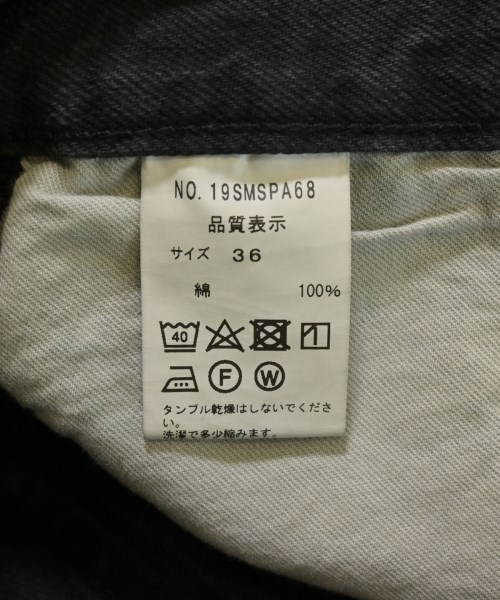 NO. 19SMSPA68
品質表示
サイズ 36
綿 100%
40
F W
タンブル乾燥はしないでくださ
い。
洗濯で多少縮みます。